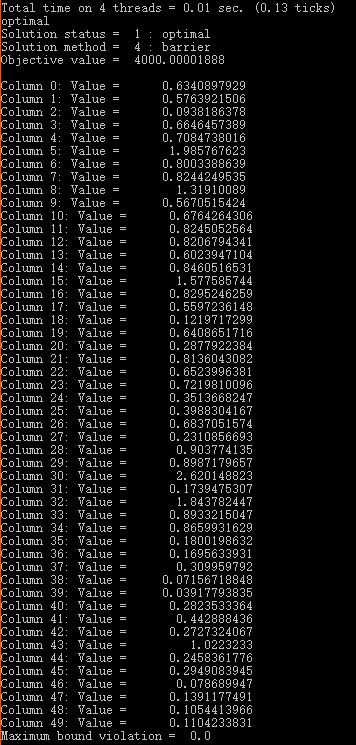 Total time on 4 threads = 0.01 sec. (0.13 ticks)
optimal
Solution status = 1 : optimal
Solution method = 4 : barrier
Objective value = 4000.00001888
Column 0: Value = 0.6340897929
Column 1: Value = 0.5763921506
Column 2: Value = 0.0938186378
Column 3: Value = 0.6646457389
Column 4: Value = 0.7084738016
Column 5: Value = 1.985767623
Column 6: Value = 0.8003388639
Column 7: Value = 0.8244249535
Column 8: Value = 1.31910089
Column 9: Value = 0.5670515424
Column 10: Value = 0.6764264306
Column 11: Value = 0.8245052564
Column 12: Value = 0.8206794341
Column 13: Value = 0.6023947104
Column 14: Value = 0.8460516531
Column 15: Value = 1.577585744
Column 16: Value = 0.8295246259
Column 17: Value = 0.5597236148
Column 18: Value = 0.1219717299
Column 19: Value = 0.6408651716
Column 20: Value = 0.2877922384
Column 21: Value = 0.8136043082
Column 22: Value = 0.6523996381
Column 23: Value = 0.7219810096
Column 24: Value = 0.3513668247
Column 25: Value = 0.3988304167
Column 26: Value = 0.6837051574
Column 27: Value = 0.2310856693
Column 28: Value = 0.903774135
Column 29: Value = 0.8987179657
Column 30: Value = 2.620148823
Column 31: Value = 0.1739475307
Column 32: Value = 1.843782447
Column 33: Value = 0.8933215047
Column 34: Value = 0.8659931629
Column 35: Value = 0.1800198632
Column 36: Value = 0.1695633931
Column 37: Value = 0.309959792
Column 38: Value = 0.07156718848
Column 39: Value = 0.03917793835
Column 40: Value = 0.2823533364
Column 41: Value = 0.442888436
Column 42: Value = 0.2727324067
Column 43: Value = 1.0223233
Column 44: Value = 0.2458361776
Column 45: Value = 0.2949083945
Column 46: Value = 0.078689947
Column 47: Value = 0.1391177491
Column 48: Value = 0.1054413966
Column 49: Value = 0.1104233831
Maximum bound violation = 0.0